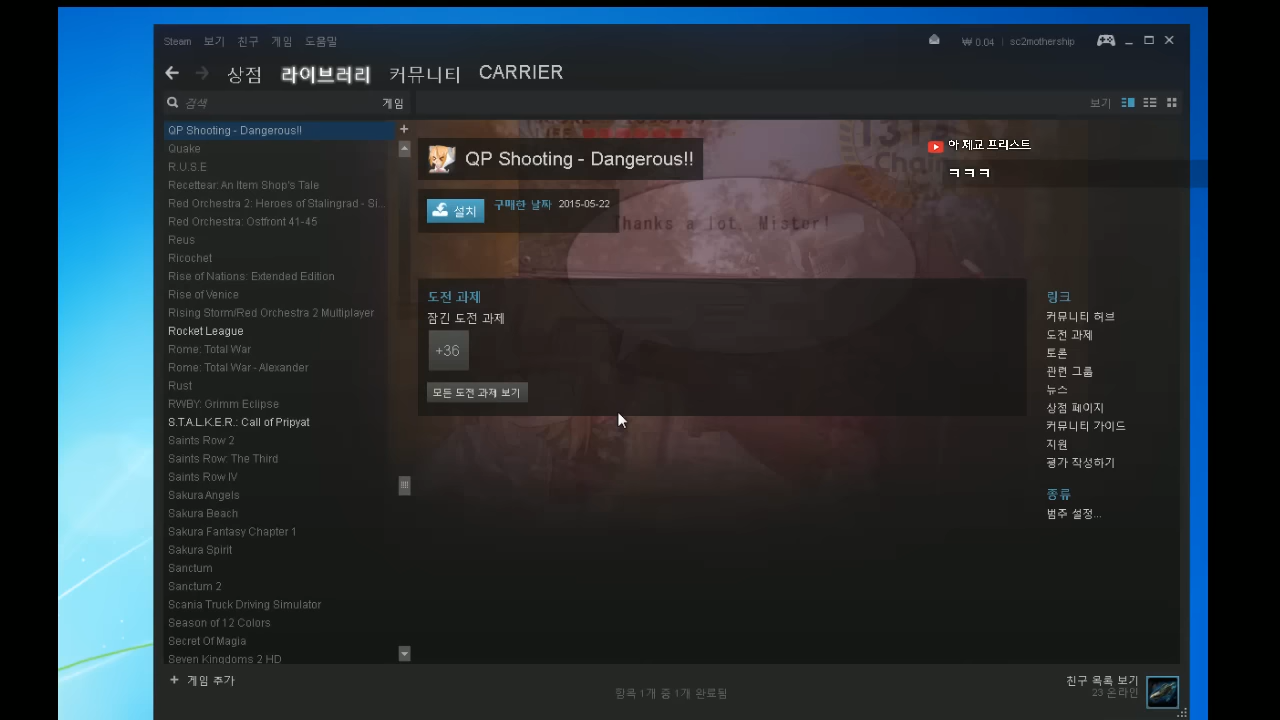 Steam 보기 친구 게임 도움말
₩ 0.04 | sc2mothership
상점 라이브러리 커뮤니티 CARRIER
검색 게임
보기
QP Shooting - Dangerous!!
Quake
R.U.S.E
Recettear: An Item Shop's Tale
Red Orchestra 2: Heroes of Stalingrad - Si...
Red Orchestra: Ostfront 41-45
Reus
Ricochet
Rise of Nations: Extended Edition
Rise of Venice
Rising Storm/Red Orchestra 2 Multiplayer
Rocket League
Rome: Total War
Rome: Total War - Alexander
Rust
RWBY: Grimm Eclipse
S.T.A.L.K.E.R.: Call of Pripyat
Saints Row 2
Saints Row: The Third
Saints Row IV
Sakura Angels
Sakura Beach
Sakura Fantasy Chapter 1
Sakura Spirit
Sanctum
Sanctum 2
Scania Truck Driving Simulator
Season of 12 Colors
Secret Of Magia
Seven Kingdoms 2 HD
+ 게임 추가
QP Shooting - Dangerous!!
설치
구매한 날짜 2015-05-22
Thanks a lot, Mister!
131
Chain
아 제교 프리스트
ㅋㅋㅋ
도전 과제
잠긴 도전 과제
+36
모든 도전 과제 보기
링크
커뮤니티 허브
도전 과제
토론
관련 그룹
뉴스
상점 페이지
커뮤니티 가이드
지원
평가 작성하기
종류
범주 설정...
항목 1개 중 1개 완료됨
친구 목록 보기
23 온라인